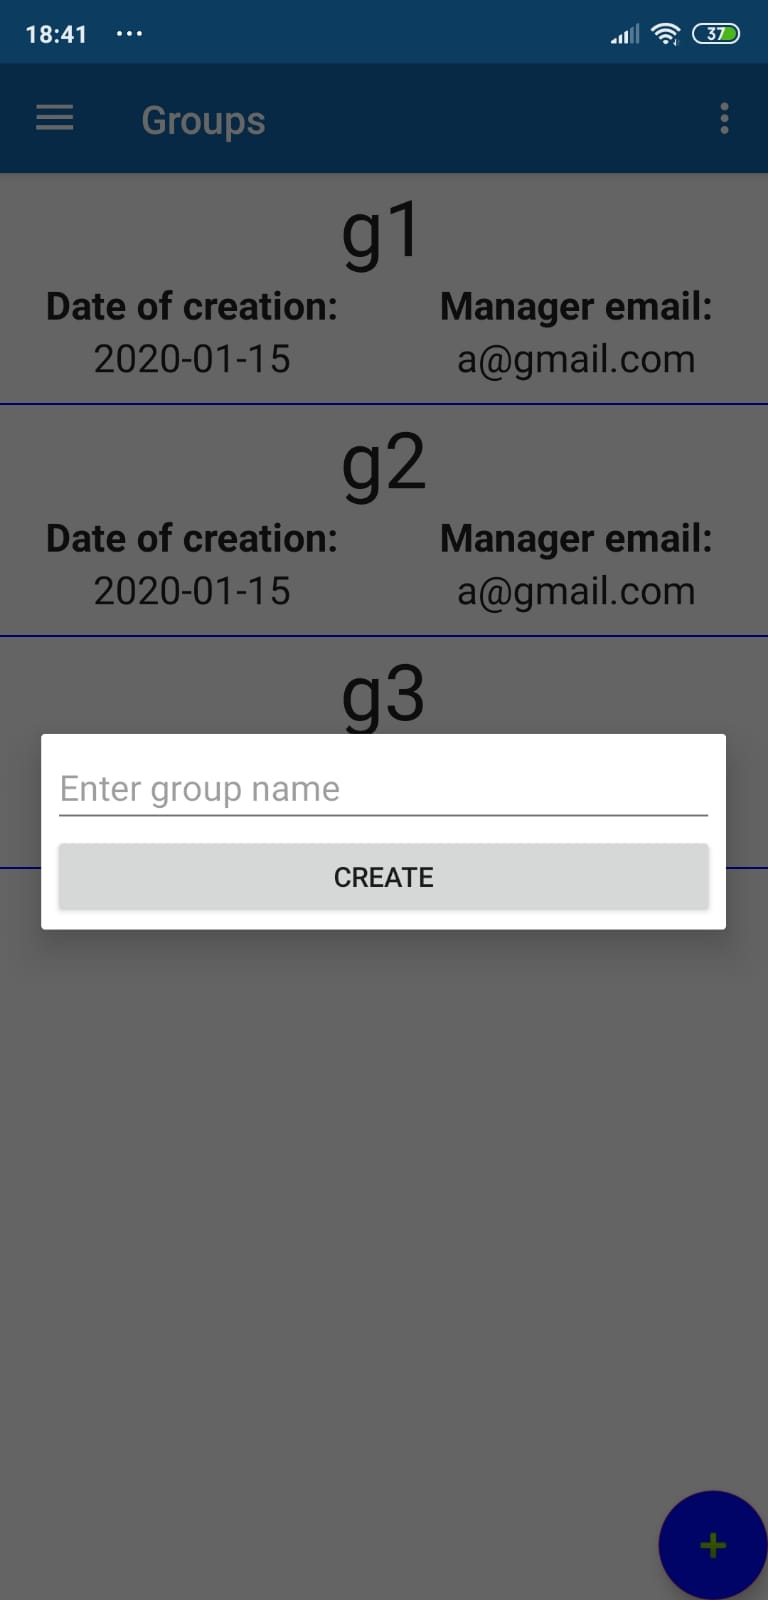 18:41 ... 37
Groups
g1
Date of creation: Manager email:
2020-01-15 a@gmail.com
g2
Date of creation: Manager email:
2020-01-15 a@gmail.com
g3
Enter group name
CREATE
+